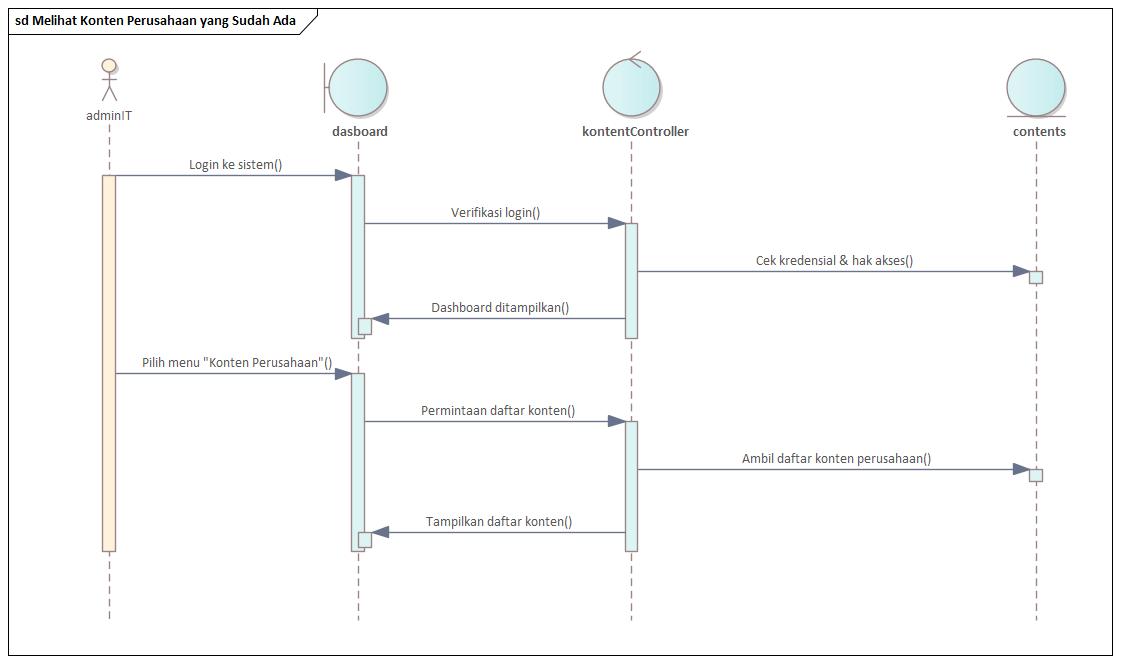 sd Melihat Konten Perusahaan yang Sudah Ada
adminIT
dasboard
kontentController
contents
Login ke sistem()
Verifikasi login()
Cek kredensial & hak akses()
Dashboard ditampilkan()
Pilih menu "Konten Perusahaan"()
Permintaan daftar konten()
Ambil daftar konten perusahaan()
Tampilkan daftar konten()